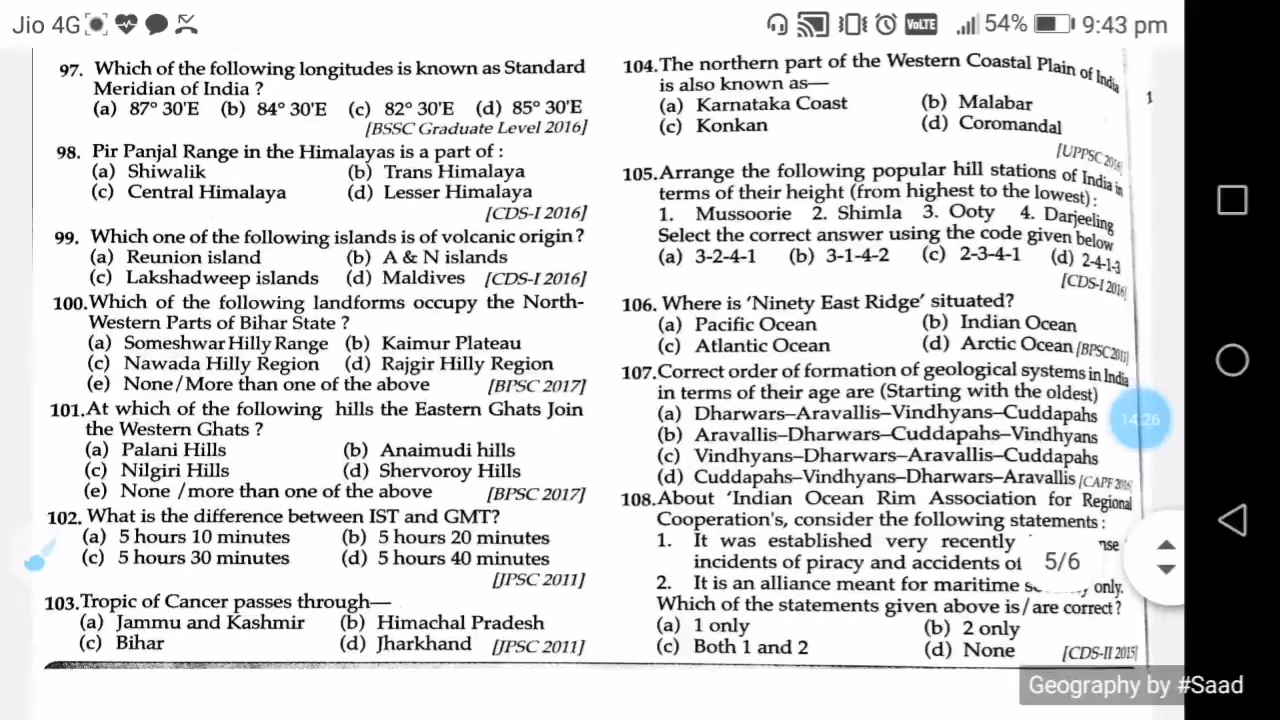 Jio 4G
VoLTE 54% 9:43 pm
97. Which of the following longitudes is known as Standard
Meridian of India ?
(a) 87° 30'E (b) 84° 30'E (c) 82° 30'E (d) 85° 30'E
[BSSC Graduate Level 2016]
98. Pir Panjal Range in the Himalayas is a part of :
(a) Shiwalik (b) Trans Himalaya
(c) Central Himalaya (d) Lesser Himalaya
[CDS-I 2016]
99. Which one of the following islands is of volcanic origin?
(a) Reunion island (b) A & N islands
(c) Lakshadweep islands (d) Maldives [CDS-I 2016]
100. Which of the following landforms occupy the North-
Western Parts of Bihar State ?
(a) Someshwar Hilly Range (b) Kaimur Plateau
(c) Nawada Hilly Region (d) Rajgir Hilly Region
(e) None/More than one of the above [BPSC 2017]
101. At which of the following hills the Eastern Ghats Join
the Western Ghats ?
(a) Palani Hills (b) Anaimudi hills
(c) Nilgiri Hills (d) Shervoroy Hills
(e) None /more than one of the above [BPSC 2017]
102. What is the difference between IST and GMT?
(a) 5 hours 10 minutes (b) 5 hours 20 minutes
(c) 5 hours 30 minutes (d) 5 hours 40 minutes
[JPSC 2011]
103. Tropic of Cancer passes through—
(a) Jammu and Kashmir (b) Himachal Pradesh
(c) Bihar (d) Jharkhand [JPSC 2011]
104. The northern part of the Western Coastal Plain of India
is also known as—
(a) Karnataka Coast (b) Malabar
(c) Konkan (d) Coromandal
[UPPSC 2016]
105. Arrange the following popular hill stations of India in
terms of their height (from highest to the lowest) :
1. Mussoorie 2. Shimla 3. Ooty 4. Darjeeling
Select the correct answer using the code given below
(a) 3-2-4-1 (b) 3-1-4-2 (c) 2-3-4-1 (d) 2-4-1-3
[CDS-I 2016]
106. Where is 'Ninety East Ridge' situated?
(a) Pacific Ocean (b) Indian Ocean
(c) Atlantic Ocean (d) Arctic Ocean [BPSC 2011]
107. Correct order of formation of geological systems in India
in terms of their age are (Starting with the oldest)
(a) Dharwars–Aravallis–Vindhyans–Cuddapahs
(b) Aravallis–Dharwars–Cuddapahs–Vindhyans
(c) Vindhyans–Dharwars–Aravallis–Cuddapahs
(d) Cuddapahs–Vindhyans–Dharwars–Aravallis [CAPF 2016]
108. About 'Indian Ocean Rim Association for Regional
Cooperation's, consider the following statements :
1. It was established very recently nse
incidents of piracy and accidents of
2. It is an alliance meant for maritime only.
Which of the statements given above is/are correct?
(a) 1 only (b) 2 only
(c) Both 1 and 2 (d) None [CDS-II 2015]
1
14:26
5/6
Geography by #Saad